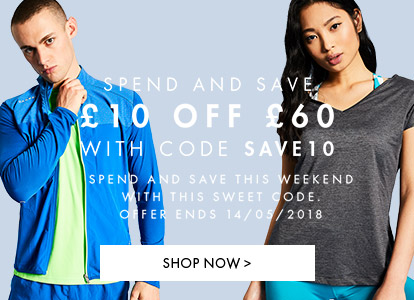 SPEND AND SAVE
£10 OFF £60
WITH CODE SAVE10
SPEND AND SAVE THIS WEEKEND
WITH THIS SWEET CODE.
OFFER ENDS 14/05/2018
SHOP NOW >